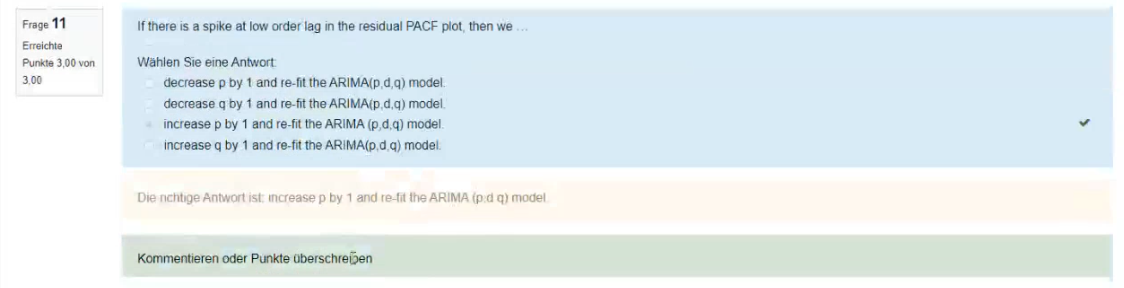 Frage 11
Erreichte
Punkte 3,00 von
3,00
If there is a spike at low order lag in the residual PACF plot, then we ...
Wählen Sie eine Antwort:
decrease p by 1 and re-fit the ARIMA(p,d,q) model.
decrease q by 1 and re-fit the ARIMA(p,d,q) model.
increase p by 1 and re-fit the ARIMA (p,d,q) model.
increase q by 1 and re-fit the ARIMA(p,d,q) model.
Die richtige Antwort ist: increase p by 1 and re-fit the ARIMA (p,d,q) model.
Kommentieren oder Punkte überschreiben